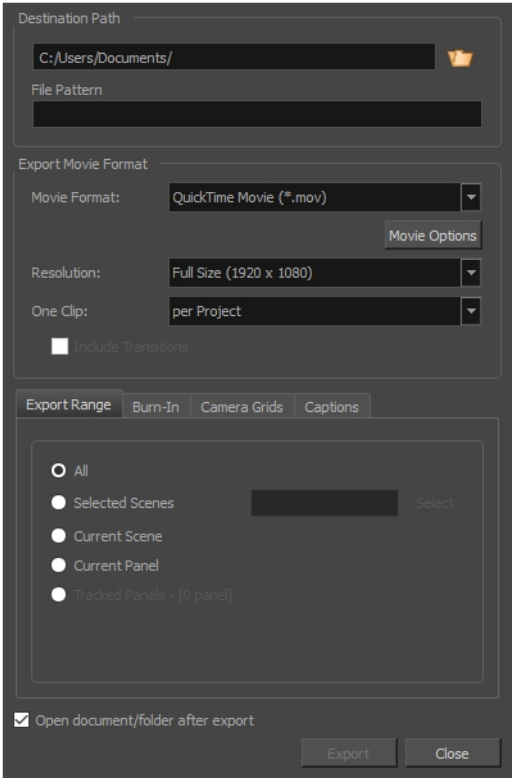 Destination Path
C:/Users/Documents/
File Pattern
Export Movie Format
Movie Format: QuickTime Movie (*.mov)
Movie Options
Resolution: Full Size (1920 x 1080)
One Clip: per Project
Include Transitions
Export Range Burn-In Camera Grids Captions
All
Selected Scenes Select
Current Scene
Current Panel
Tracked Panels - [0 panel]
Open document/folder after export
Export Close